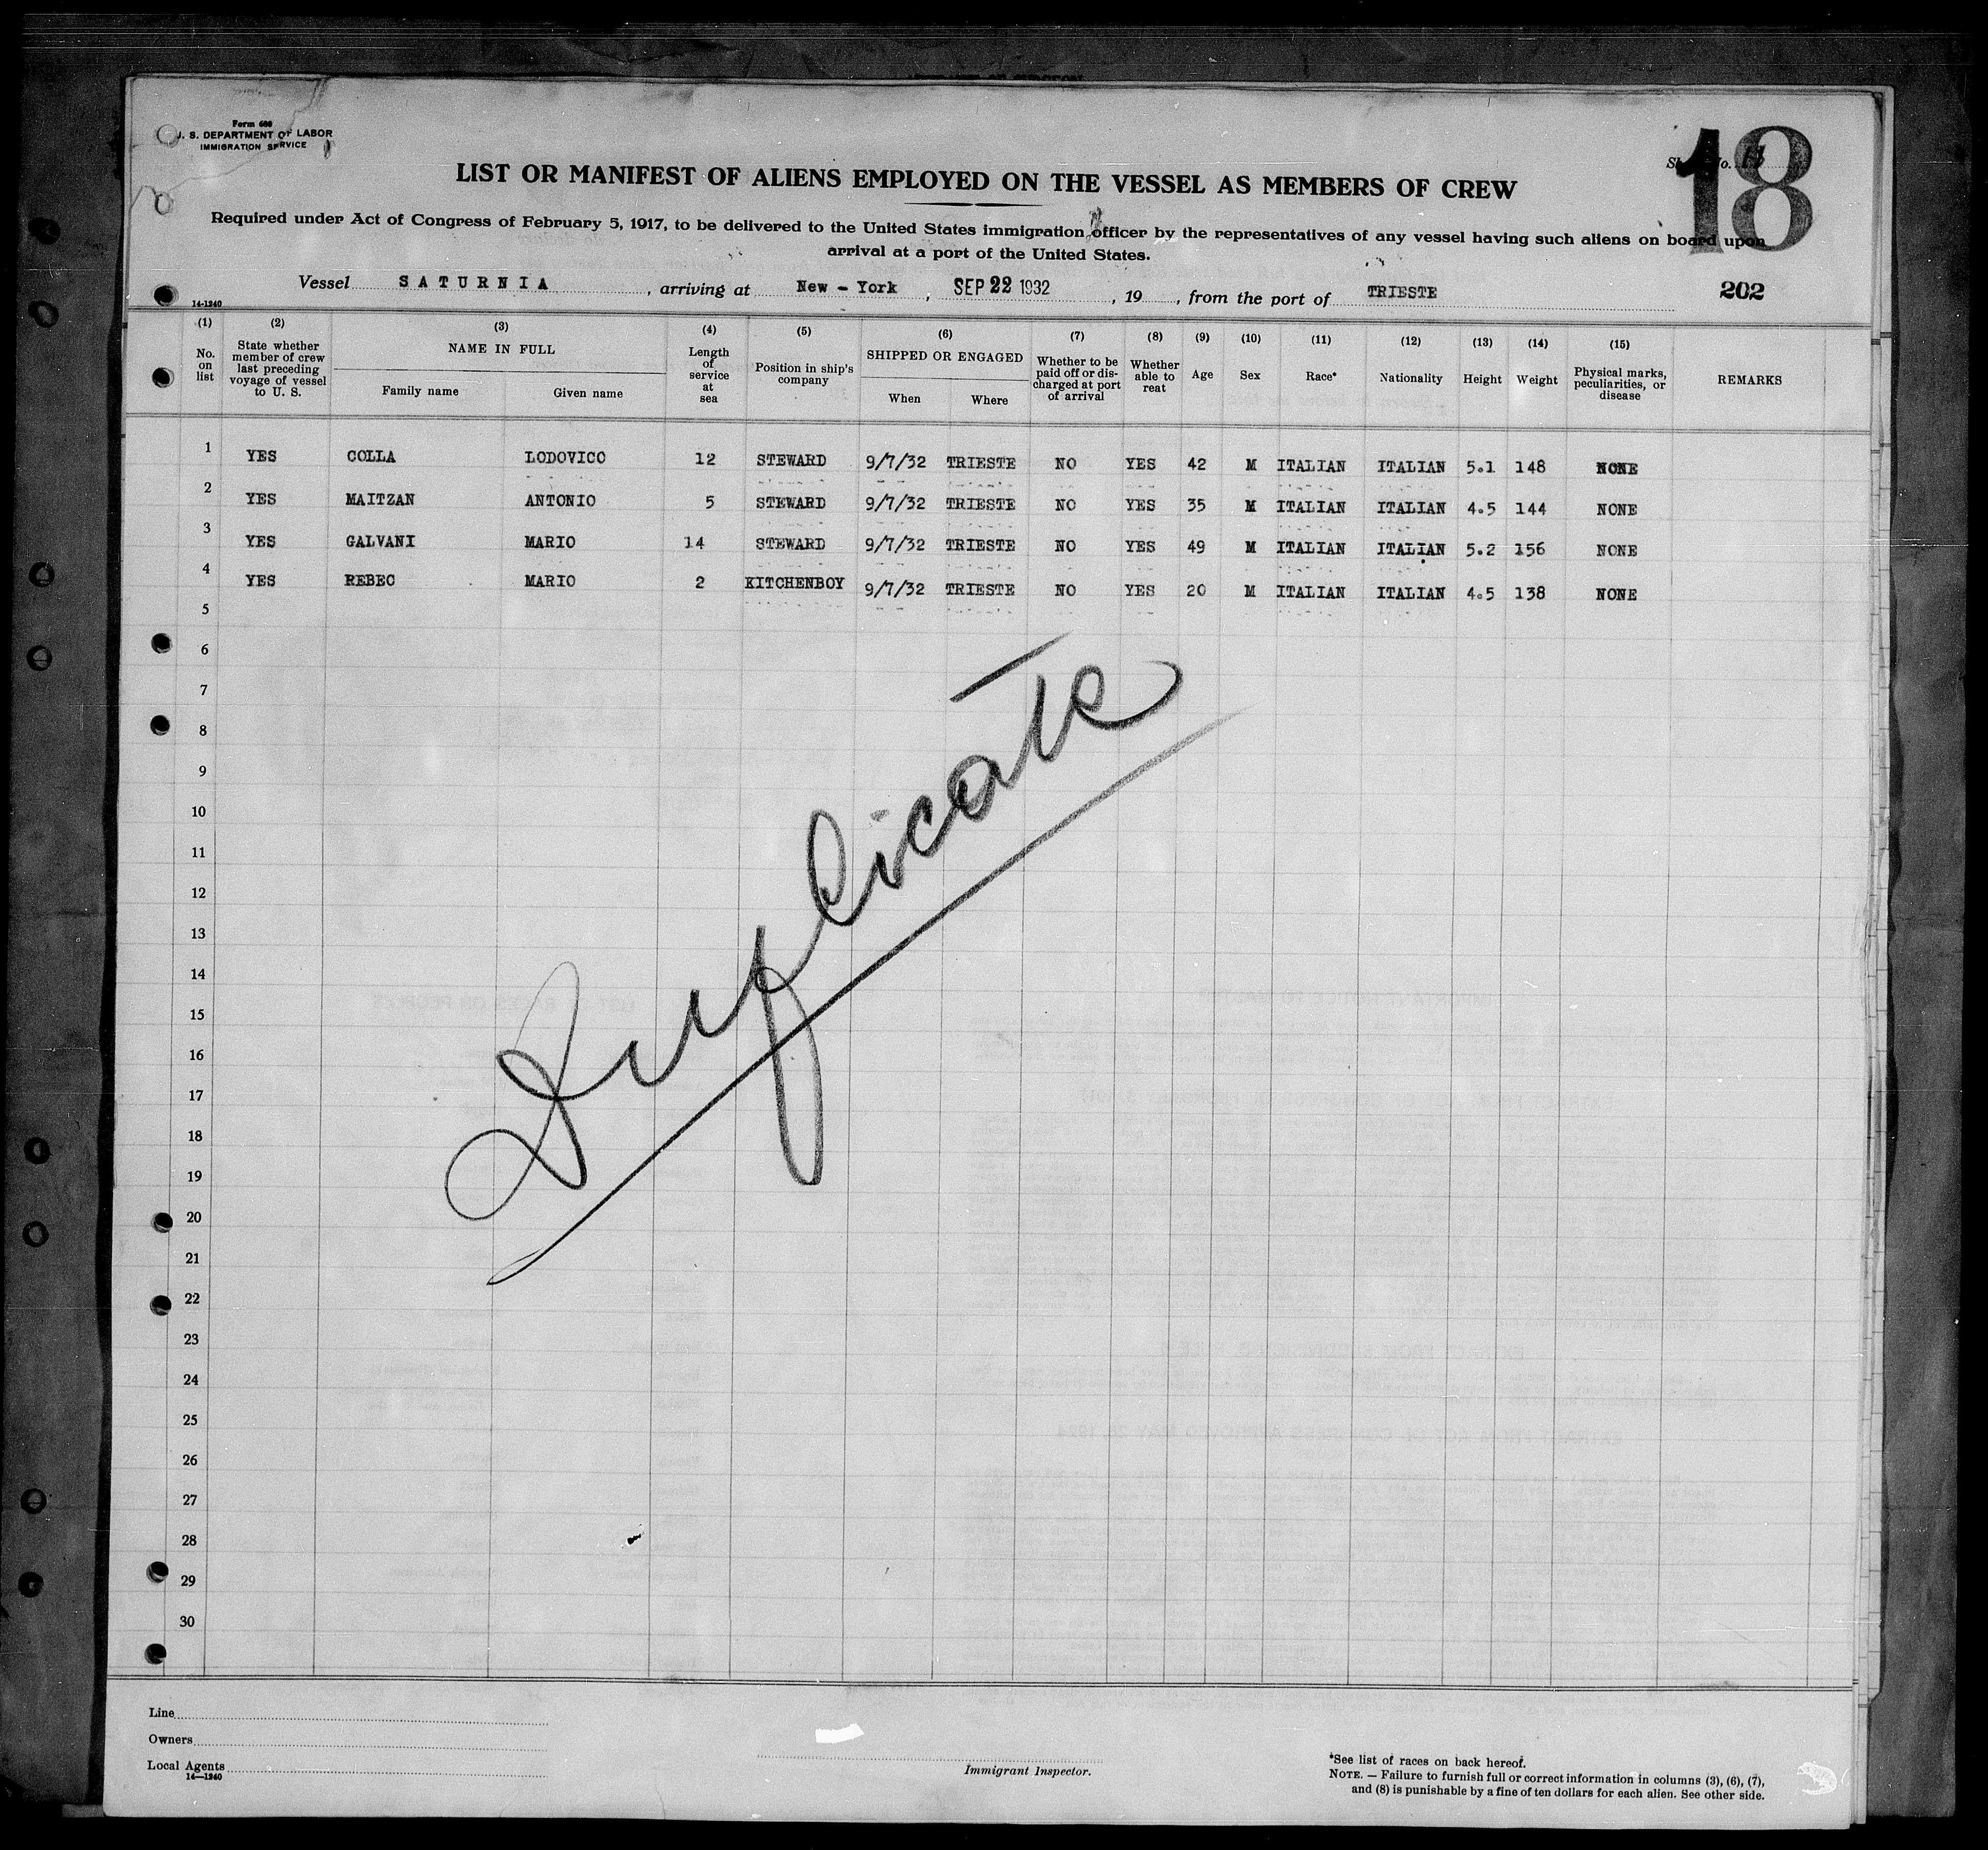 Form 688
U. S. DEPARTMENT OF LABOR
IMMIGRATION SERVICE
18
LIST OR MANIFEST OF ALIENS EMPLOYED ON THE VESSEL AS MEMBERS OF CREW
Required under Act of Congress of February 5, 1917, to be delivered to the United States immigration officer by the representatives of any vessel having such aliens on board upon
arrival at a port of the United States.
Vessel SATURNIA , arriving at New - York , SEP 22 1932 , 19 , from the port of TRIESTE 202
14-1240
(1) (2) (3) (4) (5) (6) (7) (8) (9) (10) (11) (12) (13) (14) (15)
No. on list State whether member of crew last preceding voyage of vessel to U. S. NAME IN FULL Family name Given name Length of service at sea Position in ship's company SHIPPED OR ENGAGED When Where Whether to be paid off or discharged at port of arrival Whether able to reat Age Sex Race* Nationality Height Weight Physical marks, peculiarities, or disease REMARKS
1 YES COLLA LODOVICO 12 STEWARD 9/7/32 TRIESTE NO YES 42 M ITALIAN ITALIAN 5.1 148 NONE
2 YES MAITZAN ANTONIO 5 STEWARD 9/7/32 TRIESTE NO YES 35 M ITALIAN ITALIAN 4.5 144 NONE
3 YES GALVANI MARIO 14 STEWARD 9/7/32 TRIESTE NO YES 49 M ITALIAN ITALIAN 5.2 156 NONE
4 YES REBEC MARIO 2 KITCHENBOY 9/7/32 TRIESTE NO YES 20 M ITALIAN ITALIAN 4.5 138 NONE
5
6
7
8
9
10
11
12
13
14
15
16
17
18
19
20
21
22
23
24
25
26
27
28
29
30
Duplicate
Line
Owners
Local Agents
14-1240
Immigrant Inspector.
*See list of races on back hereof.
NOTE. — Failure to furnish full or correct information in columns (3), (6), (7),
and (8) is punishable by a fine of ten dollars for each alien. See other side.